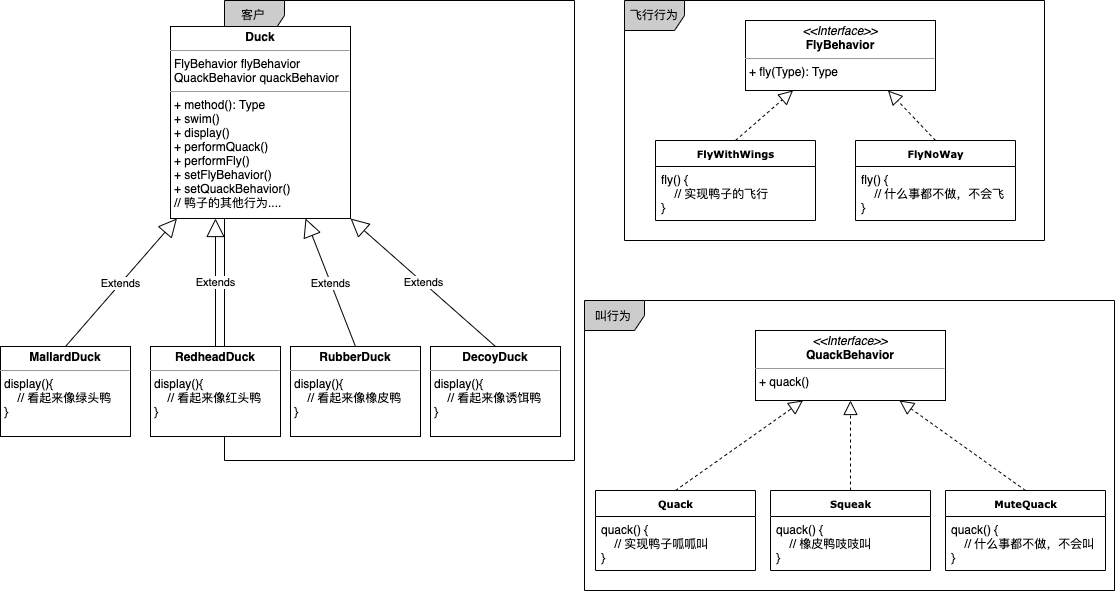 客户
Duck
FlyBehavior flyBehavior
QuackBehavior quackBehavior
+ method(): Type
+ swim()
+ display()
+ performQuack()
+ performFly()
+ setFlyBehavior()
+ setQuackBehavior()
// 鸭子的其他行为....
Extends
Extends
Extends
Extends
MallardDuck
display(){
// 看起来像绿头鸭
}
RedheadDuck
display(){
// 看起来像红头鸭
}
RubberDuck
display(){
// 看起来像橡皮鸭
}
DecoyDuck
display(){
// 看起来像诱饵鸭
}
飞行行为
<<Interface>>
FlyBehavior
+ fly(Type): Type
FlyWithWings
fly() {
// 实现鸭子的飞行
}
FlyNoWay
fly() {
// 什么事都不做，不会飞
}
叫行为
<<Interface>>
QuackBehavior
+ quack()
Quack
quack() {
// 实现鸭子呱呱叫
}
Squeak
quack() {
// 橡皮鸭吱吱叫
}
MuteQuack
quack() {
// 什么事都不做，不会叫
}